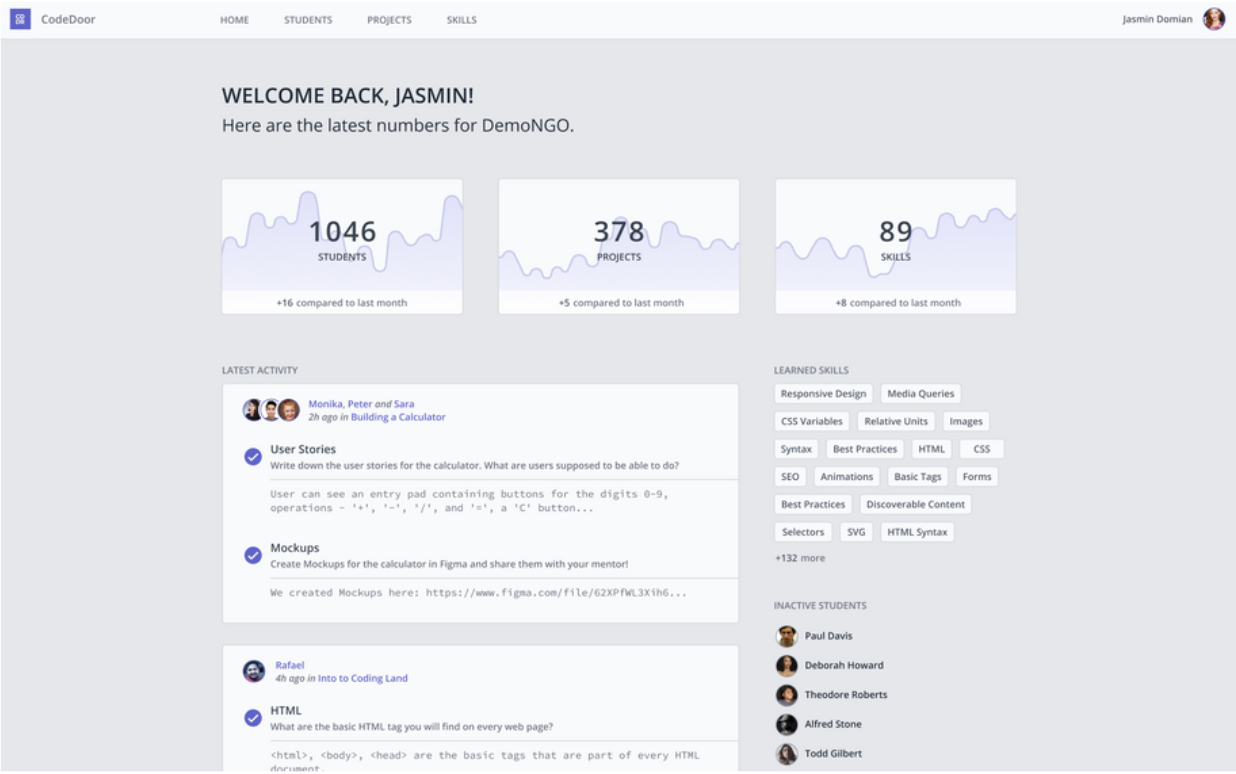 CodeDoor
HOME STUDENTS PROJECTS SKILLS
Jasmin Domian
WELCOME BACK, JASMIN!
Here are the latest numbers for DemoNGO.
1046
STUDENTS
+16 compared to last month
378
PROJECTS
+5 compared to last month
89
SKILLS
+8 compared to last month
LATEST ACTIVITY
Monika, Peter and Sara
2h ago in Building a Calculator
User Stories
Write down the user stories for the calculator. What are users supposed to be able to do?
User can see an entry pad containing buttons for the digits 0-9,
operations - '+', '-', '/', and '=', a 'C' button...
Mockups
Create Mockups for the calculator in Figma and share them with your mentor!
We created Mockups here: https://www.figma.com/file/62XPfWL3Xih6...
Rafael
4h ago in Into to Coding Land
HTML
What are the basic HTML tag you will find on every web page?
<html>, <body>, <head> are the basic tags that are part of every HTML
document.
LEARNED SKILLS
Responsive Design Media Queries
CSS Variables Relative Units Images
Syntax Best Practices HTML CSS
SEO Animations Basic Tags Forms
Best Practices Discoverable Content
Selectors SVG HTML Syntax
+132 more
INACTIVE STUDENTS
Paul Davis
Deborah Howard
Theodore Roberts
Alfred Stone
Todd Gilbert